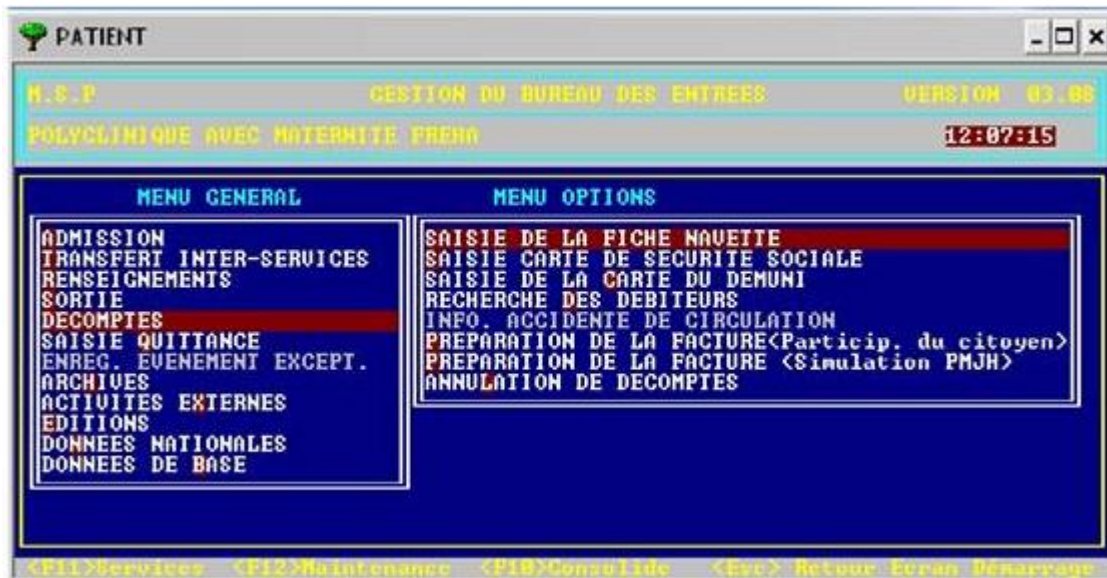 PATIENT
M.S.P GESTION DU BUREAU DES ENTREES VERSION 03.08
POLYCLINIQUE AVEC MATERNITE FREHA 12:07:15
MENU GENERAL
ADMISSION
TRANSFERT INTER-SERVICES
RENSEIGNEMENTS
SORTIE
DECOMPTES
SAISIE QUITTANCE
ENREG. EVENEMENT EXCEPT.
ARCHIVES
ACTIVITES EXTERNES
EDITIONS
DONNEES NATIONALES
DONNEES DE BASE
MENU OPTIONS
SAISIE DE LA FICHE NAVETTE
SAISIE CARTE DE SECURITE SOCIALE
SAISIE DE LA CARTE DU DEMUNI
RECHERCHE DES DEBITEURS
INFO. ACCIDENTE DE CIRCULATION
PREPARATION DE LA FACTURE<Particip. du citoyen>
PREPARATION DE LA FACTURE <Simulation PMJH>
ANNULATION DE DECOMPTES
<F11>Services <F12>Maintenance <F10>Consolide <Esc> Retour Ecran Démarrage